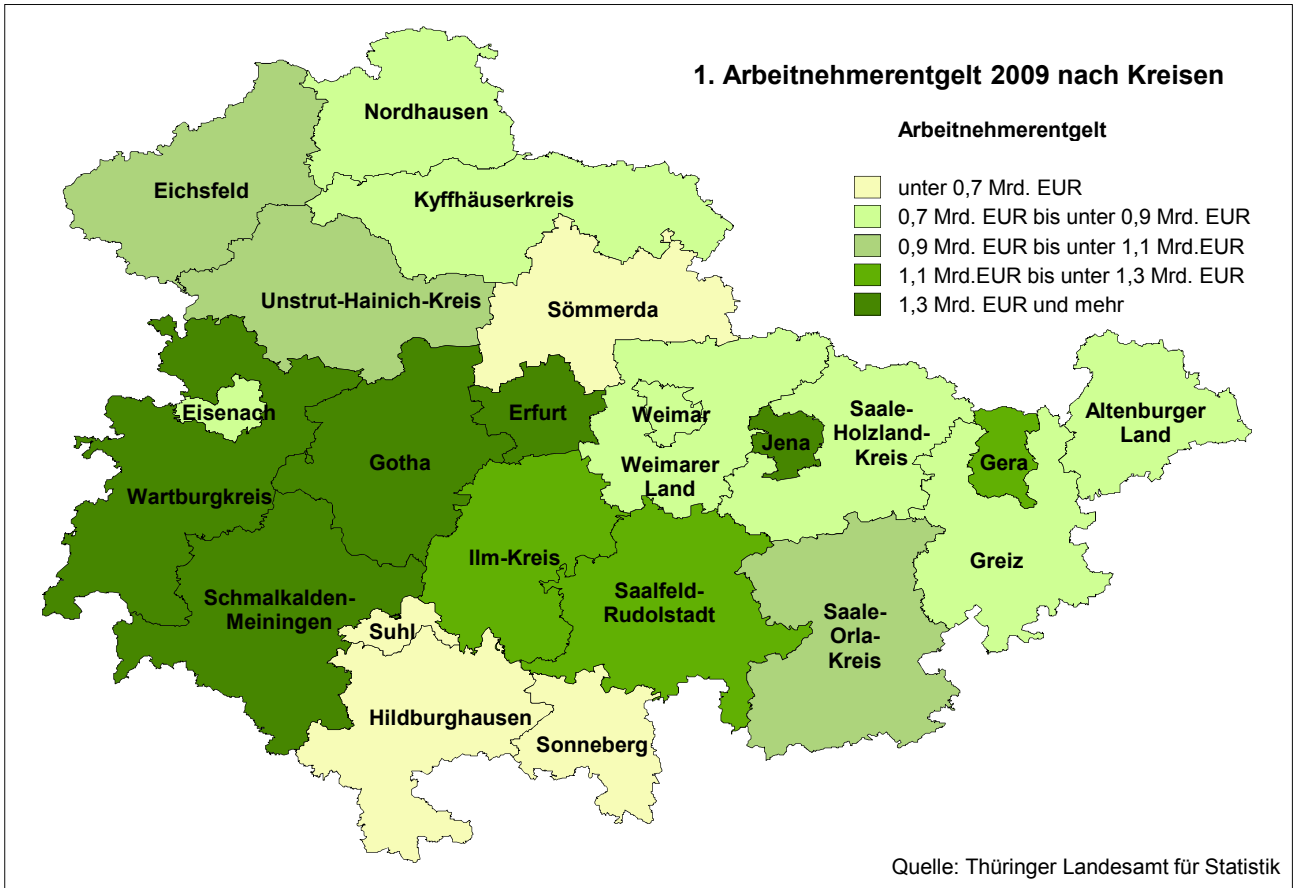 1. Arbeitnehmerentgelt 2009 nach Kreisen
Arbeitnehmerentgelt
unter 0,7 Mrd. EUR
0,7 Mrd. EUR bis unter 0,9 Mrd. EUR
0,9 Mrd. EUR bis unter 1,1 Mrd.EUR
1,1 Mrd.EUR bis unter 1,3 Mrd. EUR
1,3 Mrd. EUR und mehr
Nordhausen
Eichsfeld
Kyffhäuserkreis
Unstrut-Hainich-Kreis
Sömmerda
Eisenach
Erfurt
Weimar
Jena
Saale-
Holzland-
Kreis
Altenburger
Land
Gotha
Weimarer
Land
Gera
Wartburgkreis
Ilm-Kreis
Greiz
Schmalkalden-
Meiningen
Saalfeld-
Rudolstadt
Suhl
Saale-
Orla-
Kreis
Hildburghausen
Sonneberg
Quelle: Thüringer Landesamt für Statistik